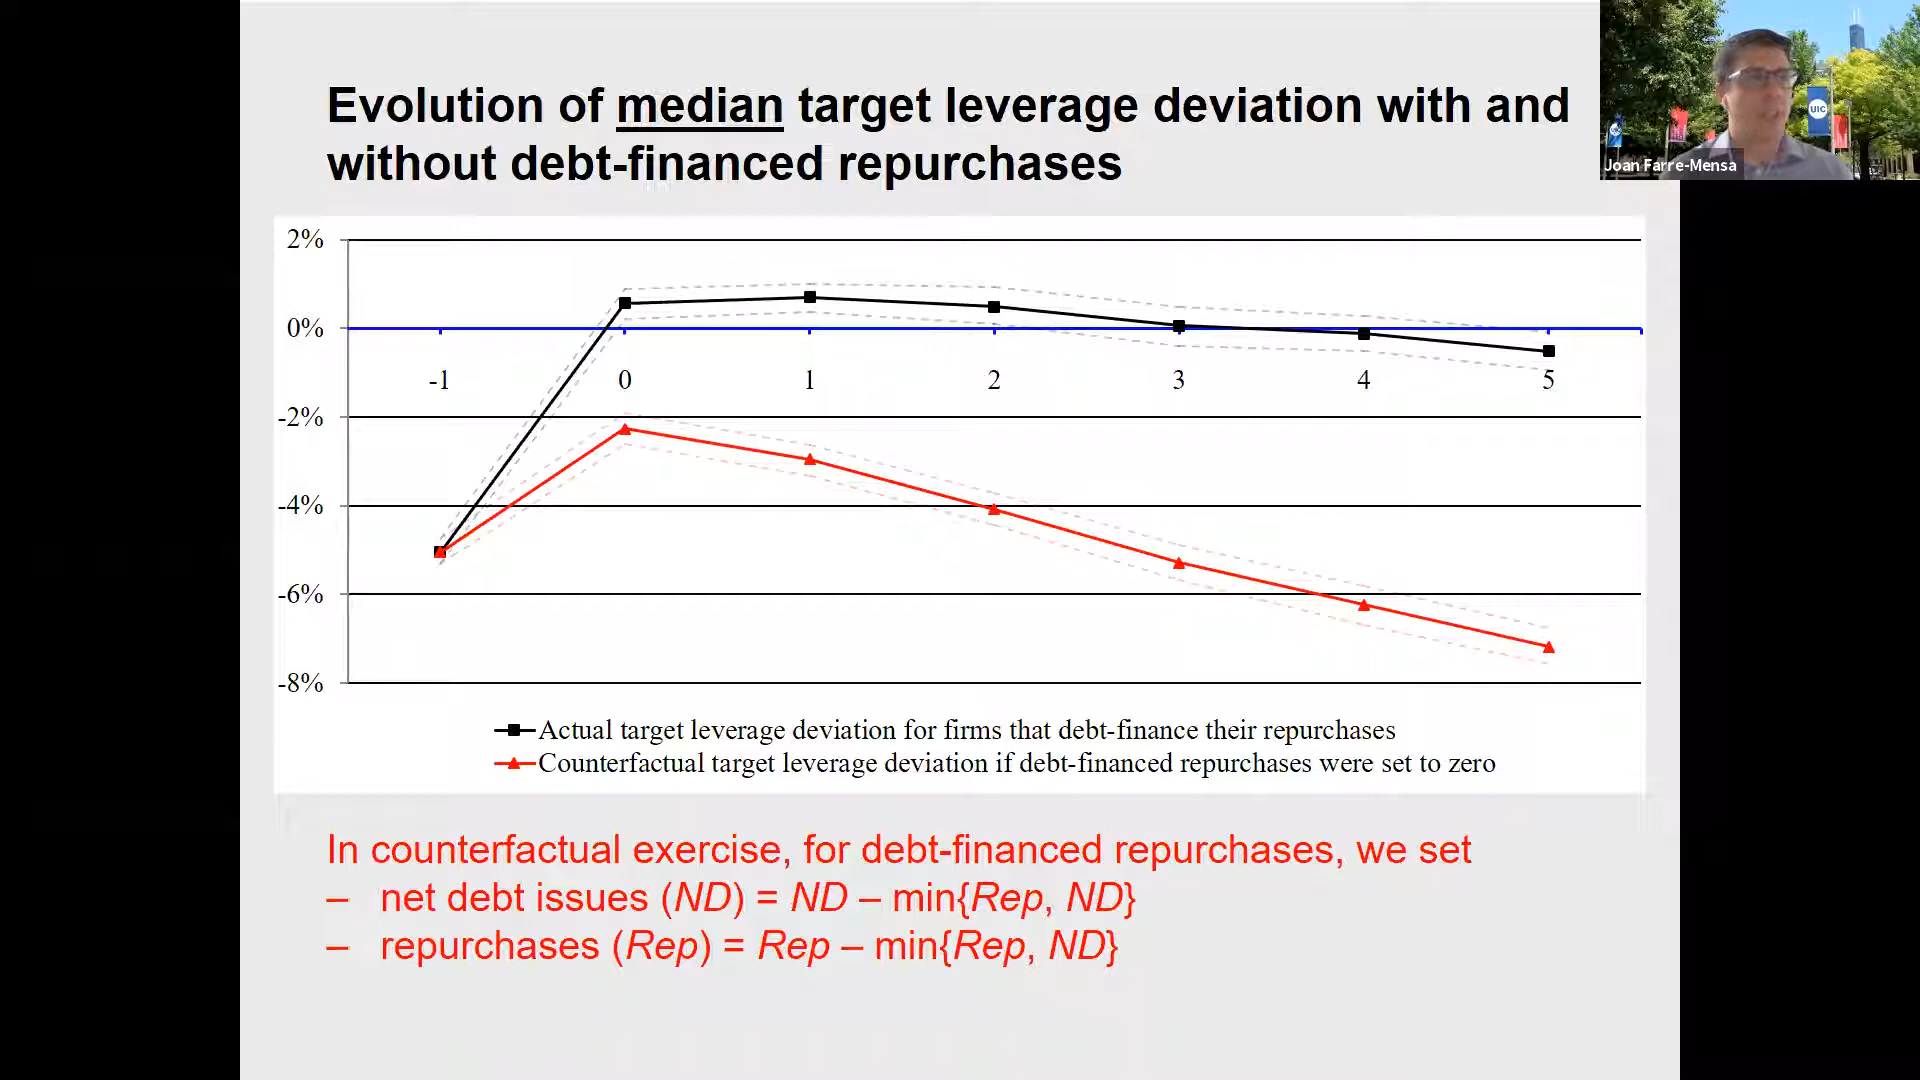 Evolution of median target leverage deviation with and
without debt-financed repurchases
UIC
Joan Farre-Mensa
2%
0%
-2%
-4%
-6%
-8%
-1 0 1 2 3 4 5
Actual target leverage deviation for firms that debt-finance their repurchases
Counterfactual target leverage deviation if debt-financed repurchases were set to zero
In counterfactual exercise, for debt-financed repurchases, we set
– net debt issues (ND) = ND – min{Rep, ND}
– repurchases (Rep) = Rep – min{Rep, ND}